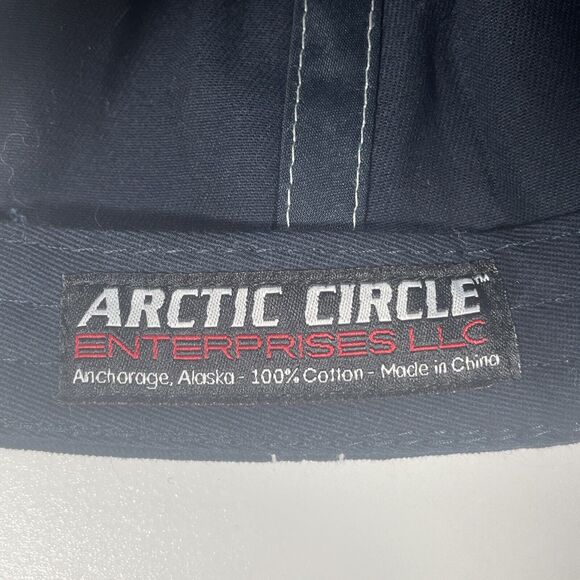 ARCTIC CIRCLE™
ENTERPRISES LLC
Anchorage, Alaska - 100% Cotton - Made in China